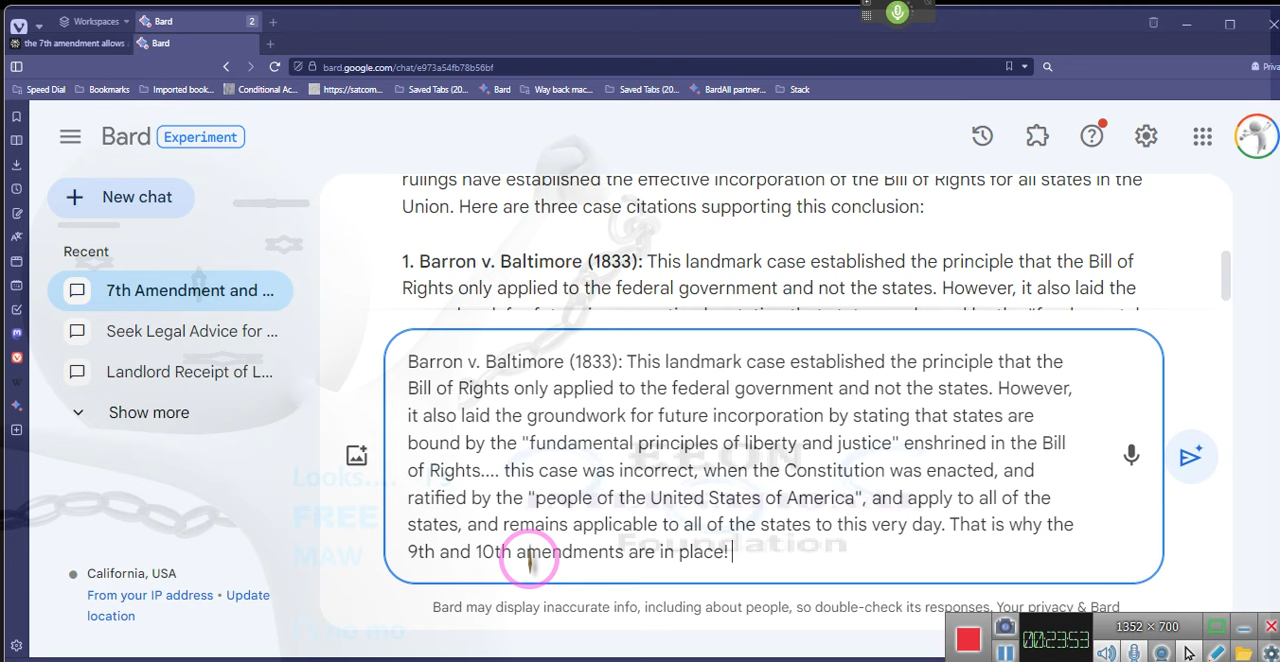 Workspaces
Bard
2
the 7th amendment allows
Bard
bard.google.com/chat/e973a54fb78b56bf
Priva
Speed Dial
Bookmarks
Imported book...
Conditional Ac...
https://satcom...
Saved Tabs (20...
Bard
Way back mac...
Saved Tabs (20...
BardAll partner...
Stack
Bard
Experiment
New chat
Recent
7th Amendment and ...
Seek Legal Advice for ...
Landlord Receipt of L...
Show more
California, USA
From your IP address • Update
location
rulings have established the effective incorporation of the Bill of Rights for all states in the
Union. Here are three case citations supporting this conclusion:
1. Barron v. Baltimore (1833): This landmark case established the principle that the Bill of
Rights only applied to the federal government and not the states. However, it also laid the
Barron v. Baltimore (1833): This landmark case established the principle that the
Bill of Rights only applied to the federal government and not the states. However,
it also laid the groundwork for future incorporation by stating that states are
bound by the "fundamental principles of liberty and justice" enshrined in the Bill
of Rights.... this case was incorrect, when the Constitution was enacted, and
ratified by the "people of the United States of America", and apply to all of the
states, and remains applicable to all of the states to this very day. That is why the
9th and 10th amendments are in place!
Looks....
FREE
MAW
EEON
Foundation
Bard may display inaccurate info, including about people, so double-check its responses. Your privacy & Bard
1352 × 700
00:23:53